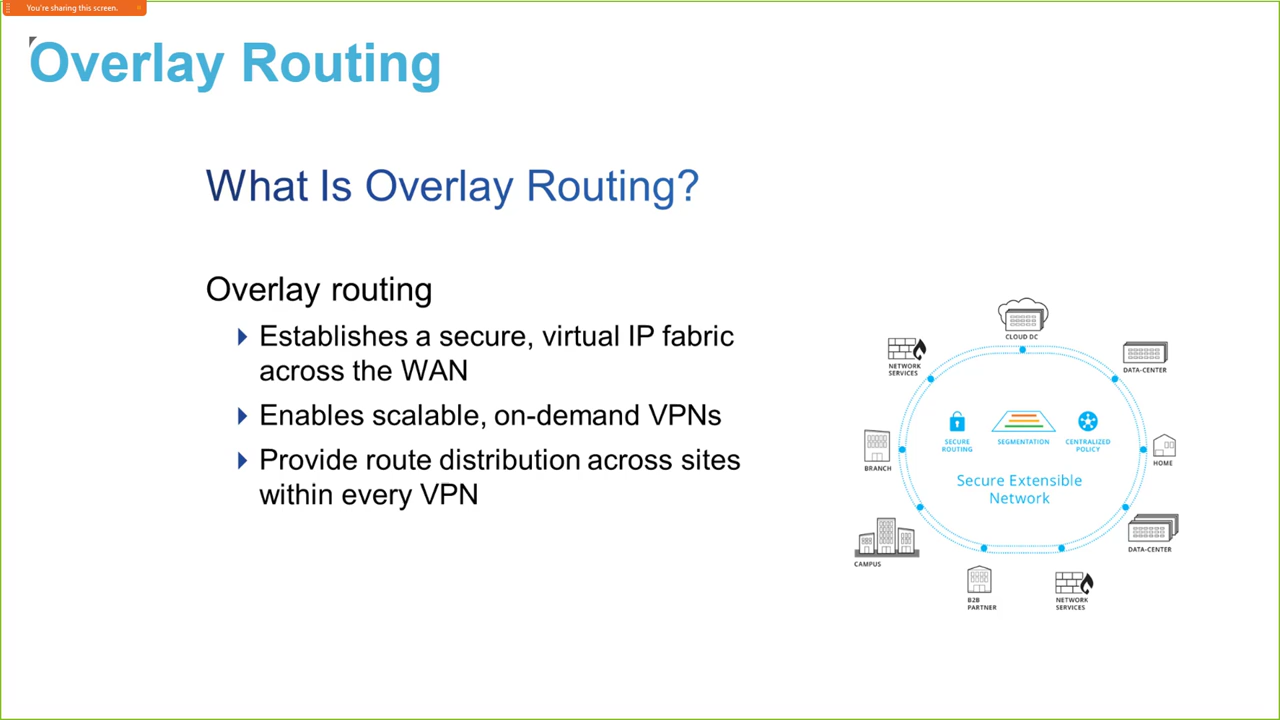 You're sharing this screen.
Overlay Routing
What Is Overlay Routing?
Overlay routing
Establishes a secure, virtual IP fabric
across the WAN
Enables scalable, on-demand VPNs
Provide route distribution across sites
within every VPN
CLOUD DC
NETWORK
SERVICES
DATA-CENTER
SECURE
ROUTING
SEGMENTATION
CENTRALIZED
POLICY
BRANCH
HOME
Secure Extensible
Network
DATA-CENTER
CAMPUS
B2B
PARTNER
NETWORK
SERVICES